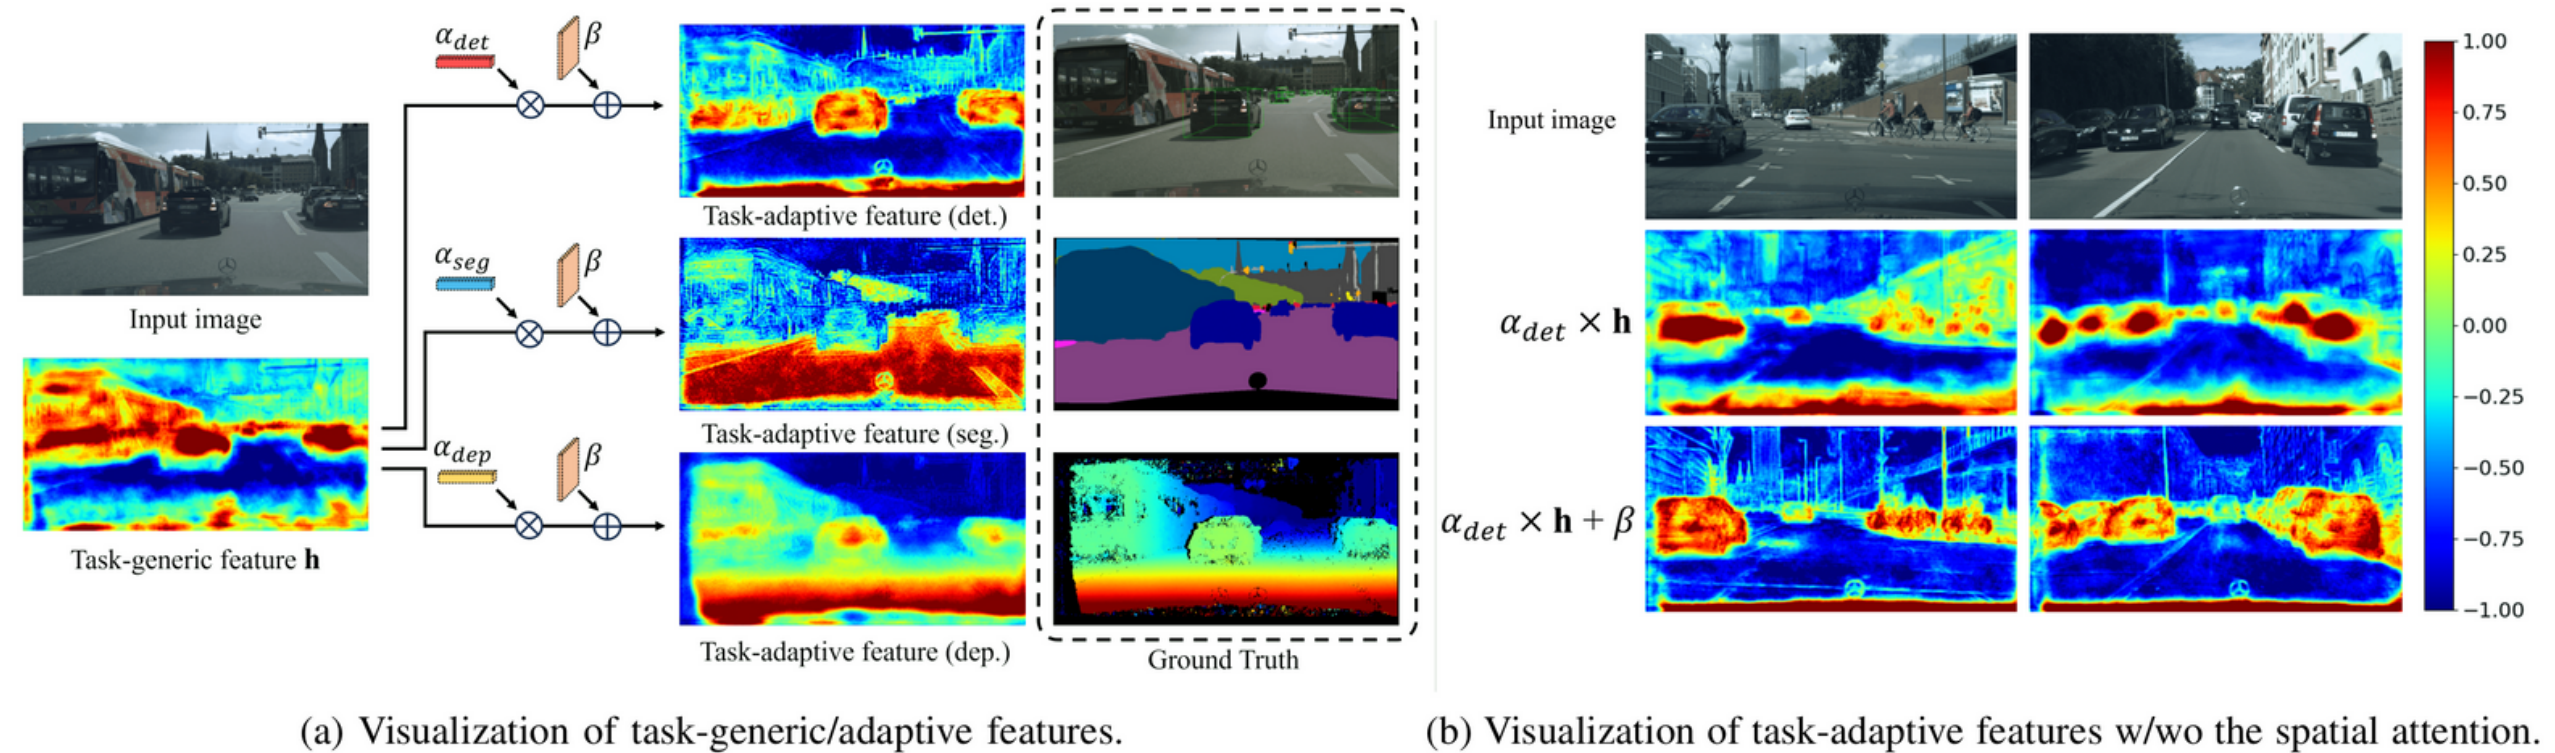 α_det
β
Task-adaptive feature (det.)
Input image
α_seg
β
Task-adaptive feature (seg.)
Task-generic feature h
α_dep
β
Task-adaptive feature (dep.)
Ground Truth
(a) Visualization of task-generic/adaptive features.
Input image
α_det × h
α_det × h + β
1.00
0.75
0.50
0.25
0.00
−0.25
−0.50
−0.75
−1.00
(b) Visualization of task-adaptive features w/wo the spatial attention.